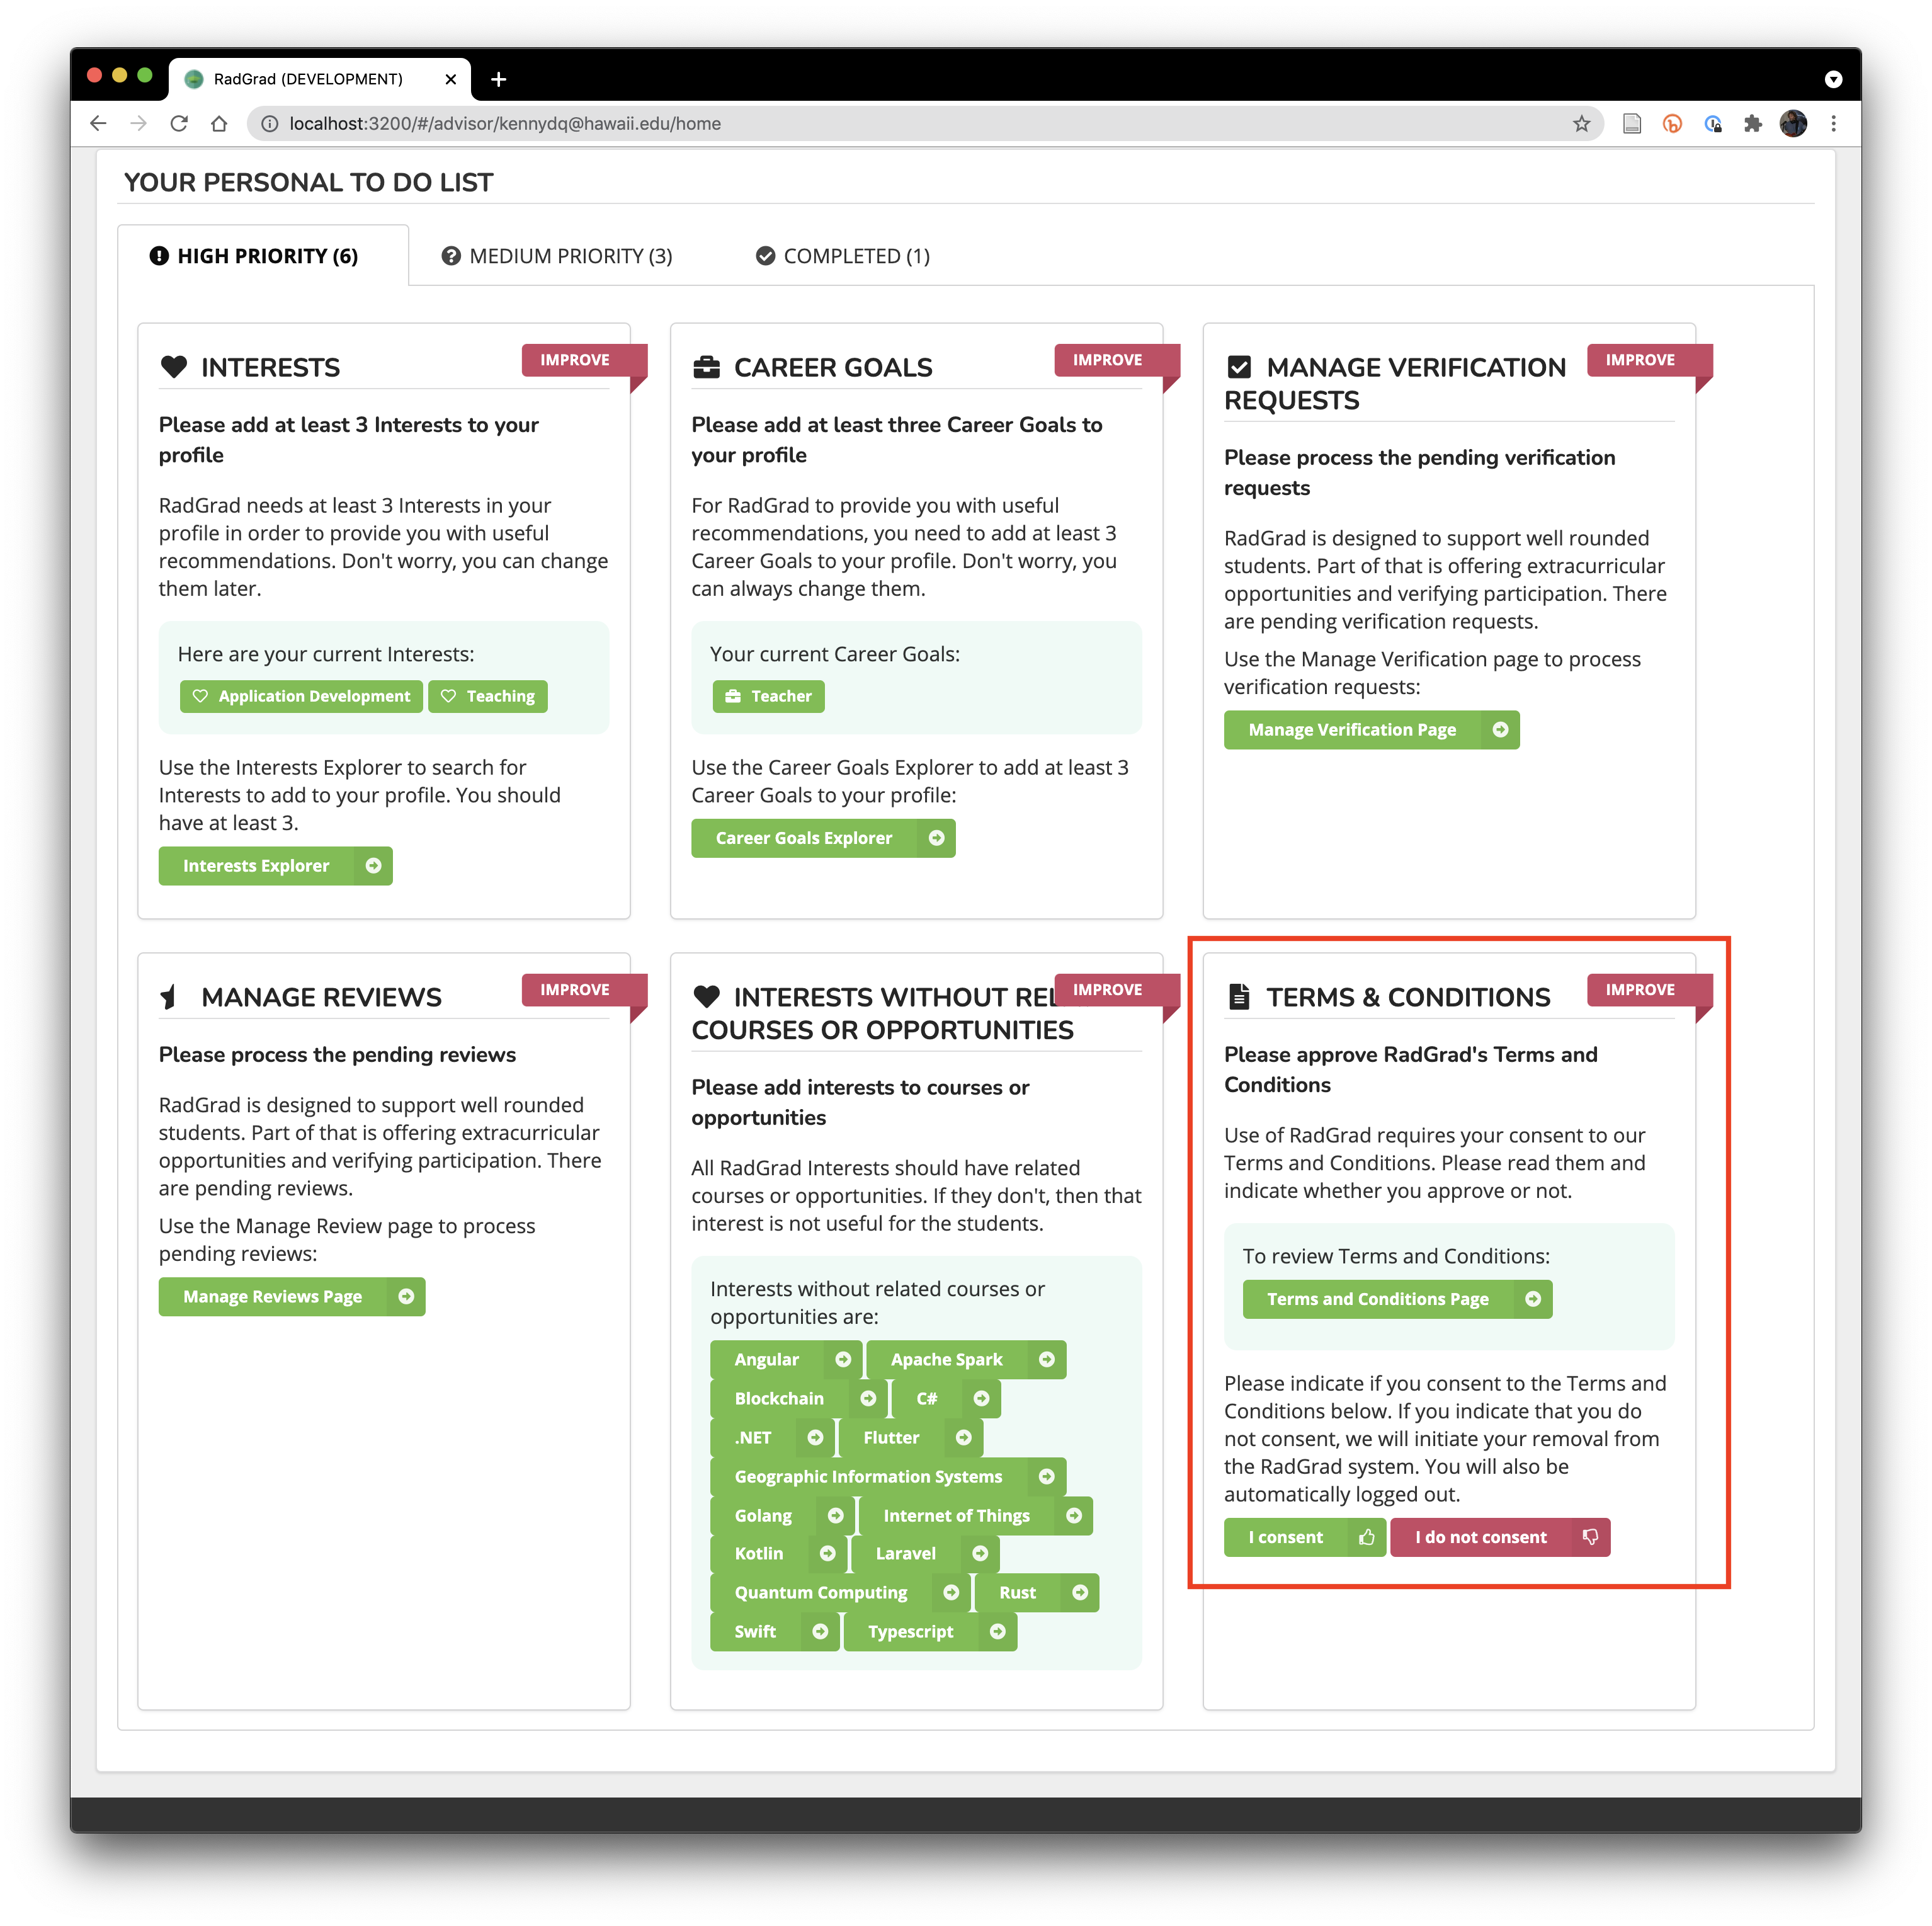 RadGrad (DEVELOPMENT)
localhost:3200/#/advisor/kennydq@hawaii.edu/home
YOUR PERSONAL TO DO LIST
HIGH PRIORITY (6)
MEDIUM PRIORITY (3)
COMPLETED (1)
INTERESTS
IMPROVE
Please add at least 3 Interests to your
profile
RadGrad needs at least 3 Interests in your
profile in order to provide you with useful
recommendations. Don't worry, you can change
them later.
Here are your current Interests:
Application Development
Teaching
Use the Interests Explorer to search for
Interests to add to your profile. You should
have at least 3.
Interests Explorer
CAREER GOALS
IMPROVE
Please add at least three Career Goals to
your profile
For RadGrad to provide you with useful
recommendations, you need to add at least 3
Career Goals to your profile. Don't worry, you
can always change them.
Your current Career Goals:
Teacher
Use the Career Goals Explorer to add at least 3
Career Goals to your profile:
Career Goals Explorer
MANAGE VERIFICATION
REQUESTS
IMPROVE
Please process the pending verification
requests
RadGrad is designed to support well rounded
students. Part of that is offering extracurricular
opportunities and verifying participation. There
are pending verification requests.
Use the Manage Verification page to process
verification requests:
Manage Verification Page
MANAGE REVIEWS
IMPROVE
Please process the pending reviews
RadGrad is designed to support well rounded
students. Part of that is offering extracurricular
opportunities and verifying participation. There
are pending reviews.
Use the Manage Review page to process
pending reviews:
Manage Reviews Page
INTERESTS WITHOUT REL
COURSES OR OPPORTUNITIES
IMPROVE
Please add interests to courses or
opportunities
All RadGrad Interests should have related
courses or opportunities. If they don't, then that
interest is not useful for the students.
Interests without related courses or
opportunities are:
Angular
Apache Spark
Blockchain
C#
.NET
Flutter
Geographic Information Systems
Golang
Internet of Things
Kotlin
Laravel
Quantum Computing
Rust
Swift
Typescript
TERMS & CONDITIONS
IMPROVE
Please approve RadGrad's Terms and
Conditions
Use of RadGrad requires your consent to our
Terms and Conditions. Please read them and
indicate whether you approve or not.
To review Terms and Conditions:
Terms and Conditions Page
Please indicate if you consent to the Terms and
Conditions below. If you indicate that you do
not consent, we will initiate your removal from
the RadGrad system. You will also be
automatically logged out.
I consent
I do not consent